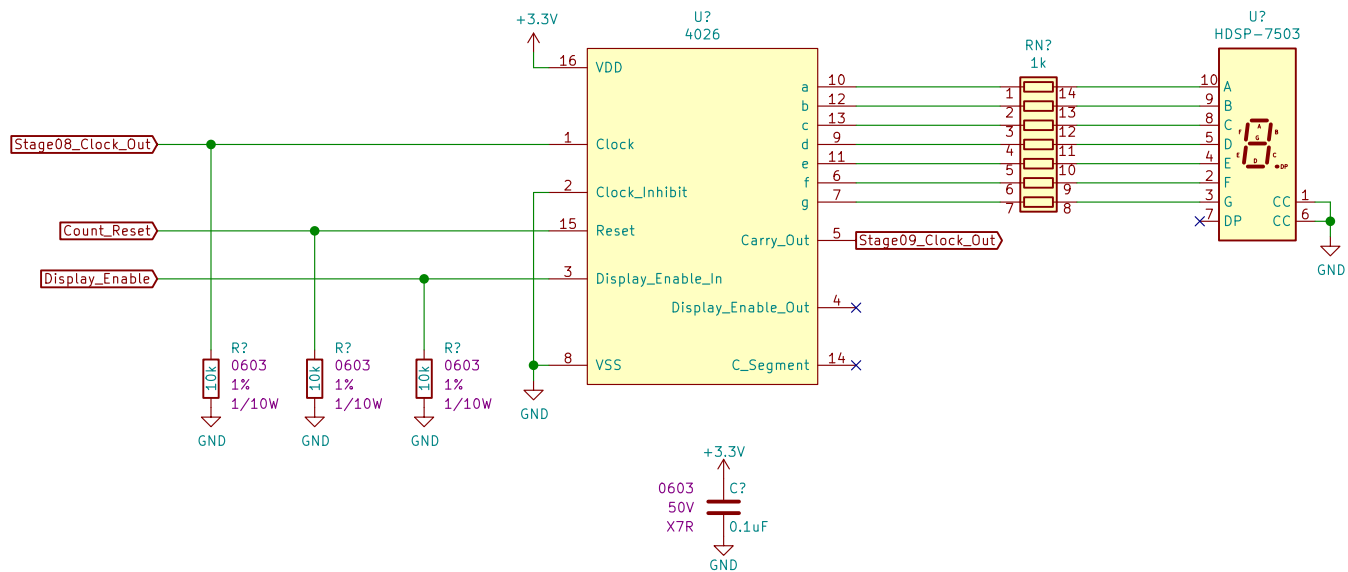 +3.3V
U?
4026
16
VDD
Stage08_Clock_Out
1
Clock
2
Clock_Inhibit
Count_Reset
15
Reset
Display_Enable
3
Display_Enable_In
8
VSS
a
10
b
12
c
13
d
9
e
11
f
6
g
7
Carry_Out
5
Stage09_Clock_Out
Display_Enable_Out
4
C_Segment
14
RN?
1k
1
14
2
13
3
12
4
11
5
10
6
9
7
8
U?
HDSP-7503
10
A
9
B
8
C
5
D
4
E
2
F
3
G
7
DP
A
F
B
G
E
C
D
DP
CC
1
CC
6
GND
R?
10k
0603
1%
1/10W
GND
R?
10k
0603
1%
1/10W
GND
R?
10k
0603
1%
1/10W
GND
GND
+3.3V
0603
C?
50V
X7R
0.1uF
GND